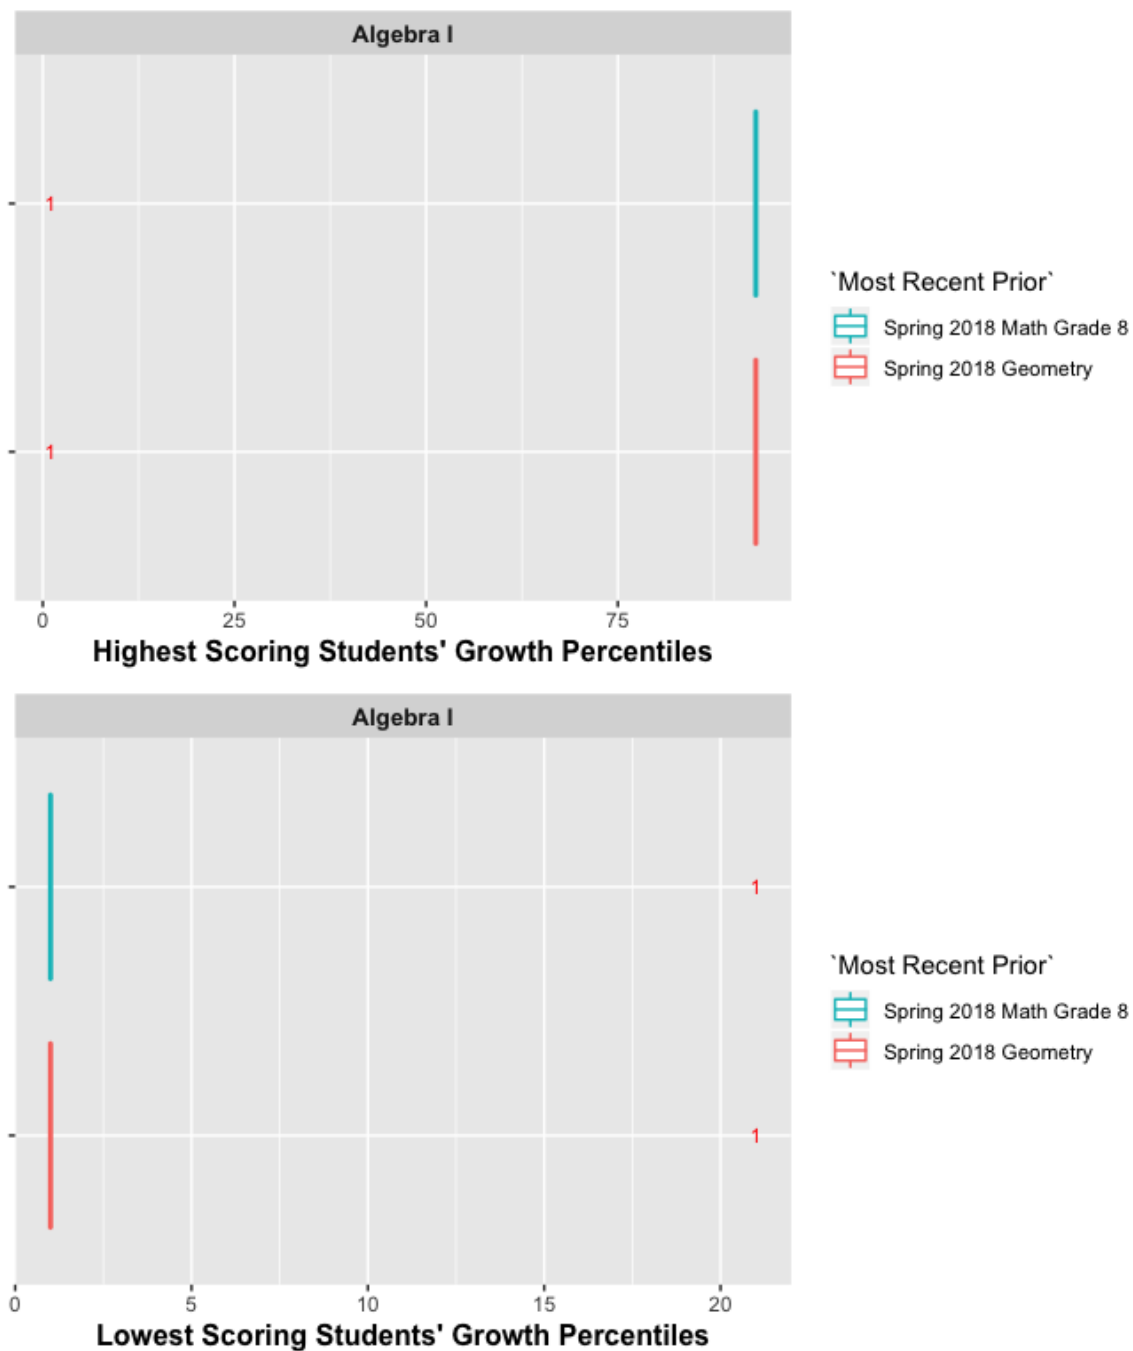 Algebra I
1
1
0 25 50 75
Highest Scoring Students' Growth Percentiles
`Most Recent Prior`
Spring 2018 Math Grade 8
Spring 2018 Geometry
Algebra I
1
1
0 5 10 15 20
Lowest Scoring Students' Growth Percentiles
`Most Recent Prior`
Spring 2018 Math Grade 8
Spring 2018 Geometry